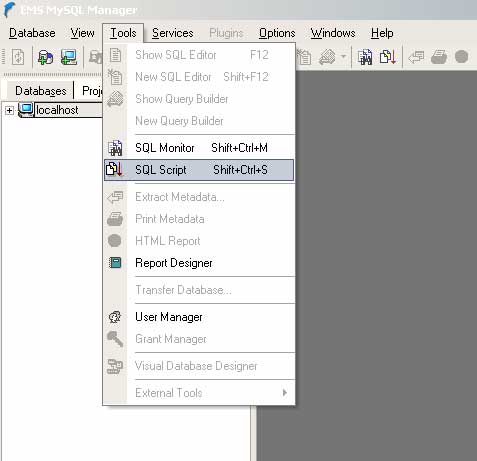 EMS MySQL Manager
Database View Tools Services Plugins Options Windows Help
Show SQL Editor F12
New SQL Editor Shift+F12
Show Query Builder
New Query Builder
SQL Monitor Shift+Ctrl+M
SQL Script Shift+Ctrl+S
Extract Metadata...
Print Metadata
HTML Report
Report Designer
Transfer Database...
User Manager
Grant Manager
Visual Database Designer
External Tools
Databases Proj
localhost